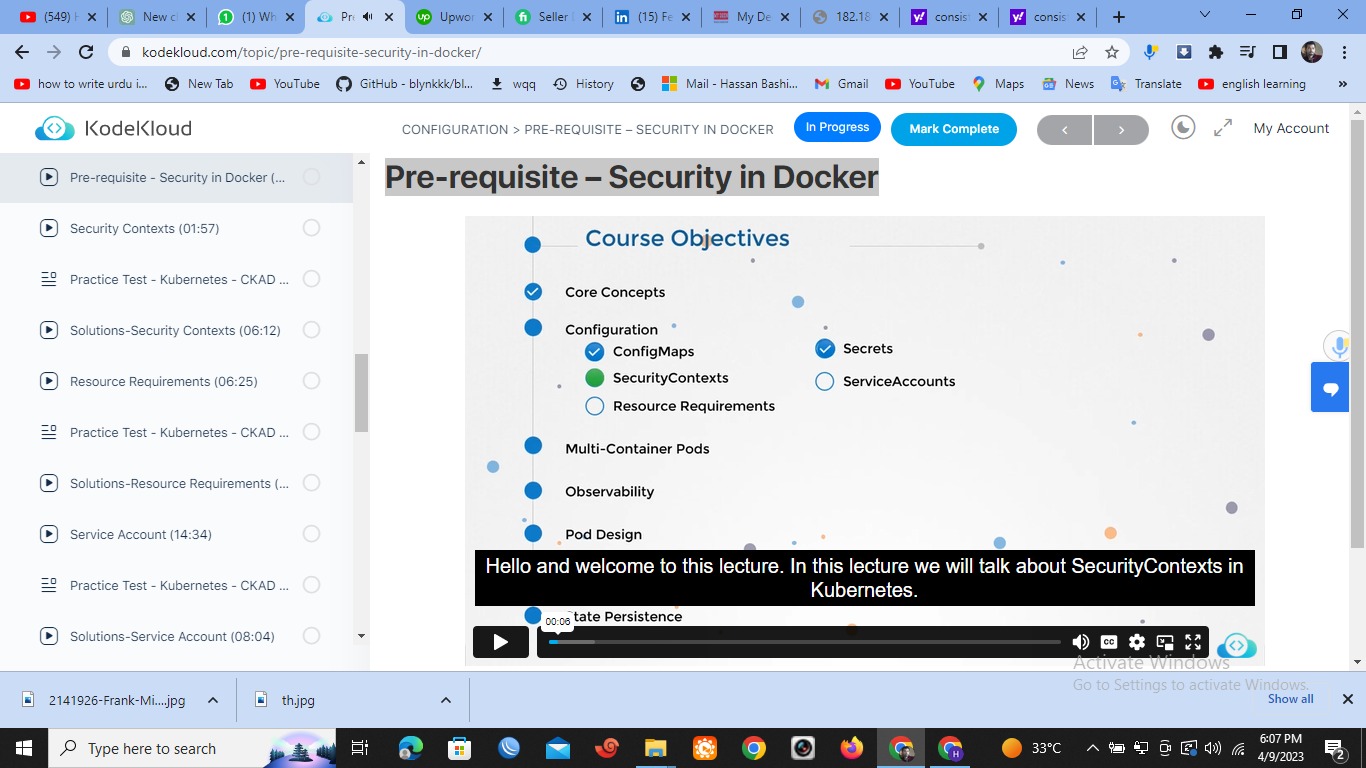 (549)
New c
(1) Wh
Pr
Upwor
Seller
(15) Fe
My De
182.18
consist
consis
kodekloud.com/topic/pre-requisite-security-in-docker/
how to write urdu i...
New Tab
YouTube
GitHub - blynkkk/bl...
wqq
History
Mail - Hassan Bashi...
Gmail
YouTube
Maps
News
Translate
english learning
»
KodeKloud
CONFIGURATION > PRE-REQUISITE – SECURITY IN DOCKER
In Progress
Mark Complete
My Account
Pre-requisite - Security in Docker (...
Security Contexts (01:57)
Practice Test - Kubernetes - CKAD ...
Solutions-Security Contexts (06:12)
Resource Requirements (06:25)
Practice Test - Kubernetes - CKAD ...
Solutions-Resource Requirements (...
Service Account (14:34)
Practice Test - Kubernetes - CKAD ...
Solutions-Service Account (08:04)
Pre-requisite – Security in Docker
Course Objectives
Core Concepts
Configuration
ConfigMaps
Secrets
SecurityContexts
ServiceAccounts
Resource Requirements
Multi-Container Pods
Observability
Pod Design
Hello and welcome to this lecture. In this lecture we will talk about SecurityContexts in
Kubernetes.
State Persistence
00:06
CC
Activate Windows
Go to Settings to activate Windows.
2141926-Frank-Mi....jpg
th.jpg
Show all
Type here to search
33°C
6:07 PM
4/9/2023
2